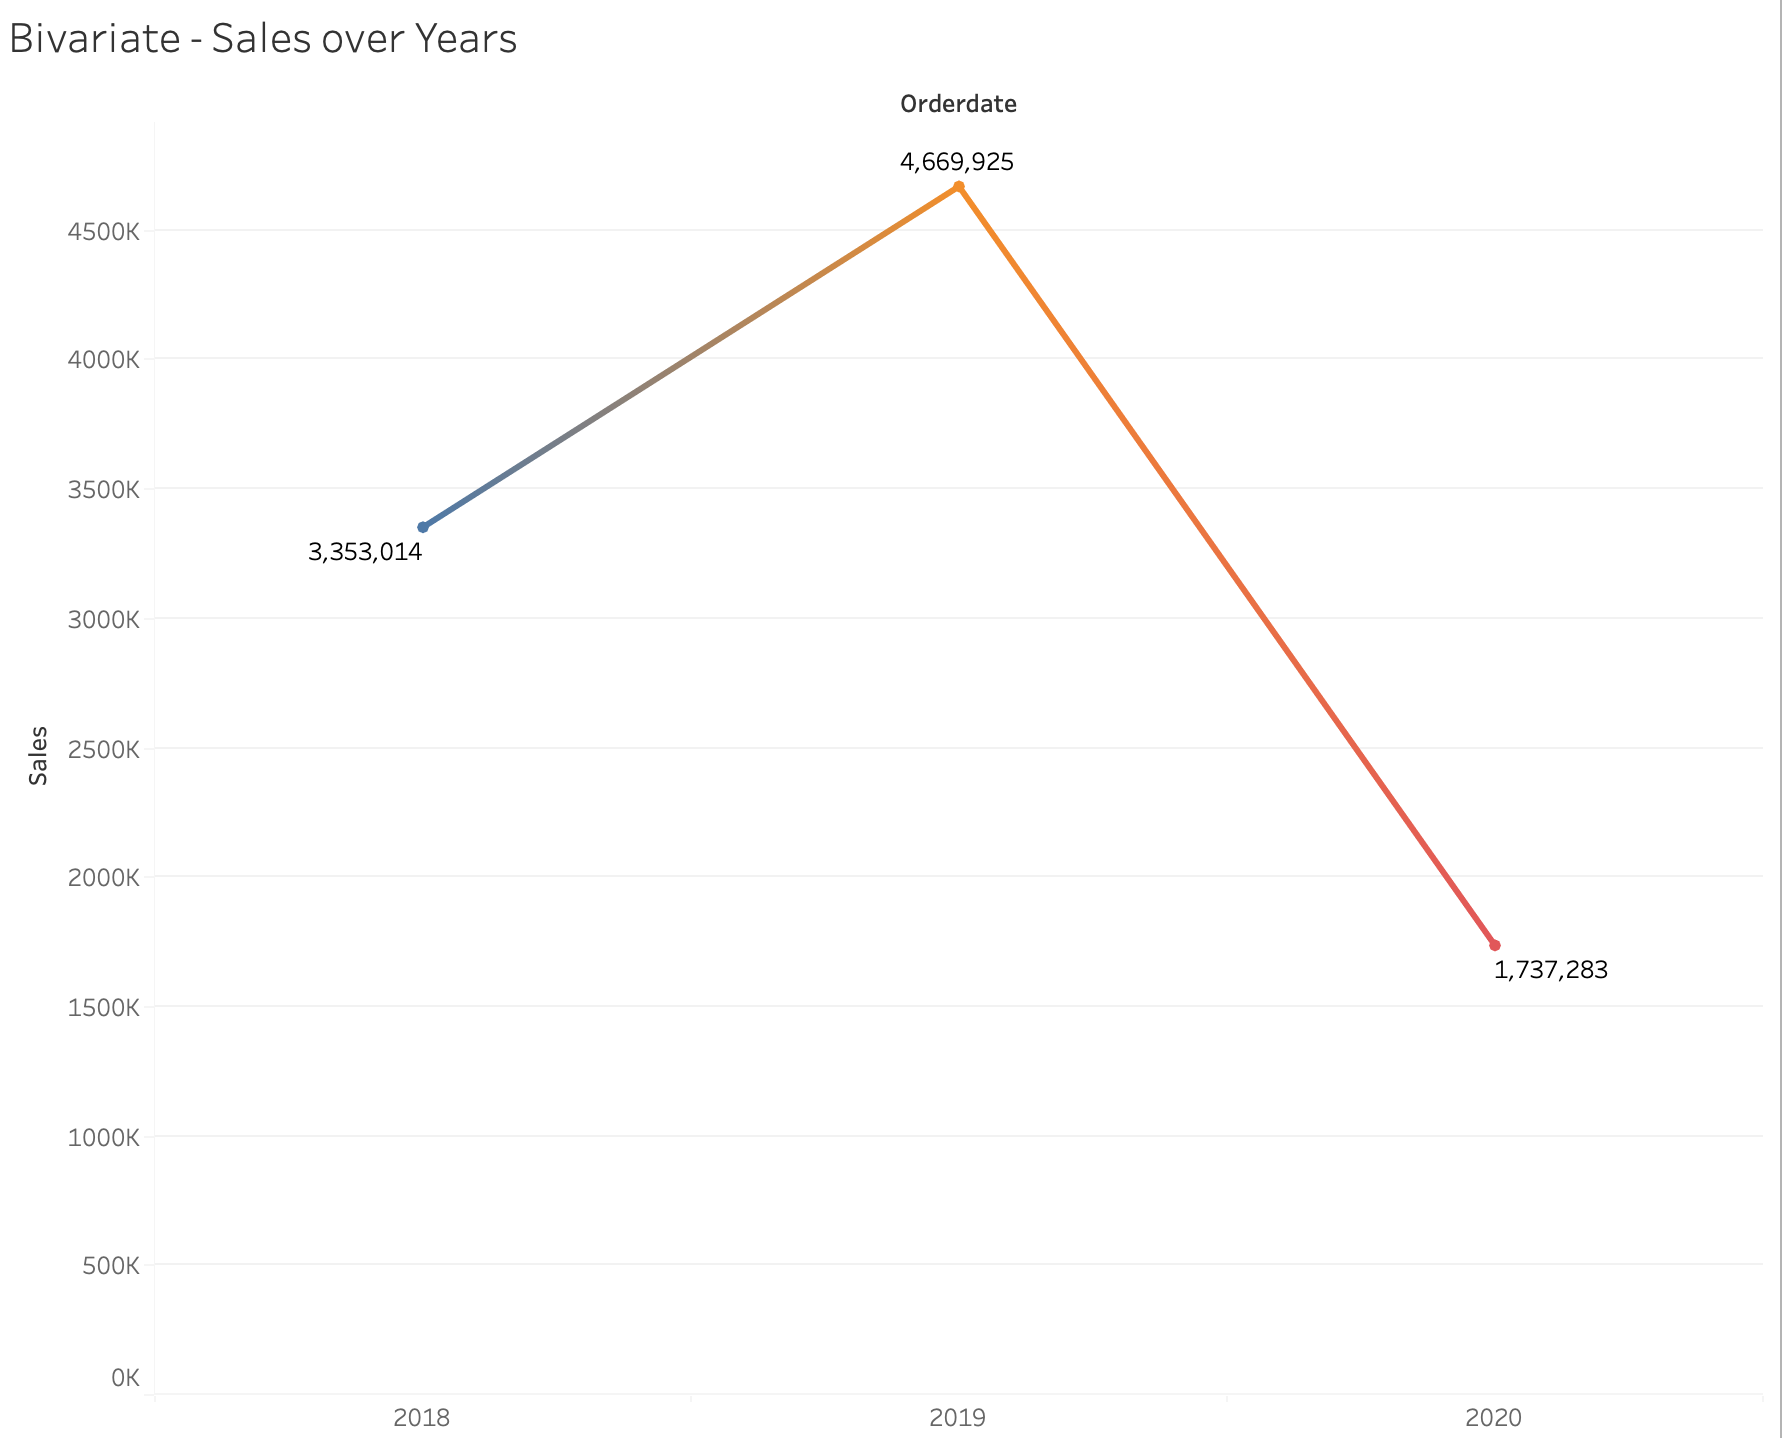 Bivariate - Sales over Years
Orderdate
4,669,925
4500K
4000K
3500K
3,353,014
3000K
Sales
2500K
2000K
1,737,283
1500K
1000K
500K
0K
2018 2019 2020